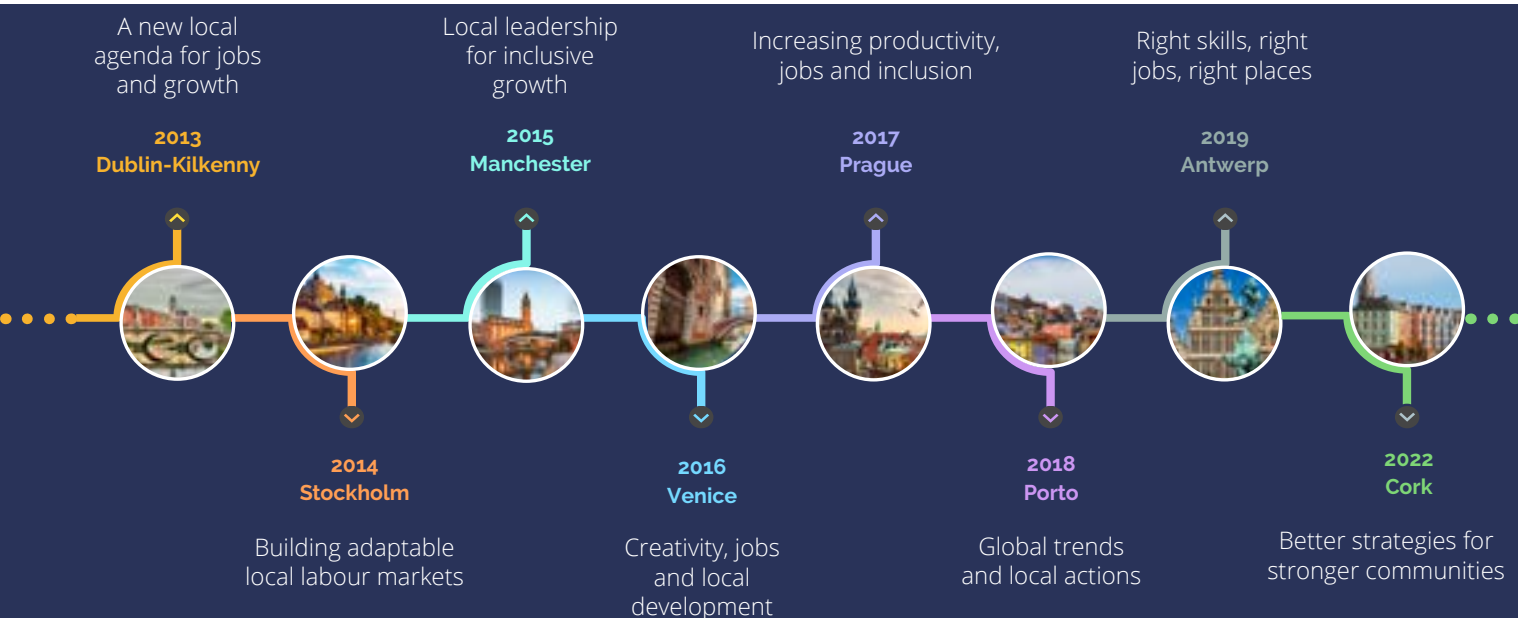 A new local
agenda for jobs
and growth
2013
Dublin-Kilkenny
2014
Stockholm
Building adaptable
local labour markets
Local leadership
for inclusive
growth
2015
Manchester
2016
Venice
Creativity, jobs
and local
development
Increasing productivity,
jobs and inclusion
2017
Prague
2018
Porto
Global trends
and local actions
Right skills, right
jobs, right places
2019
Antwerp
2022
Cork
Better strategies for
stronger communities